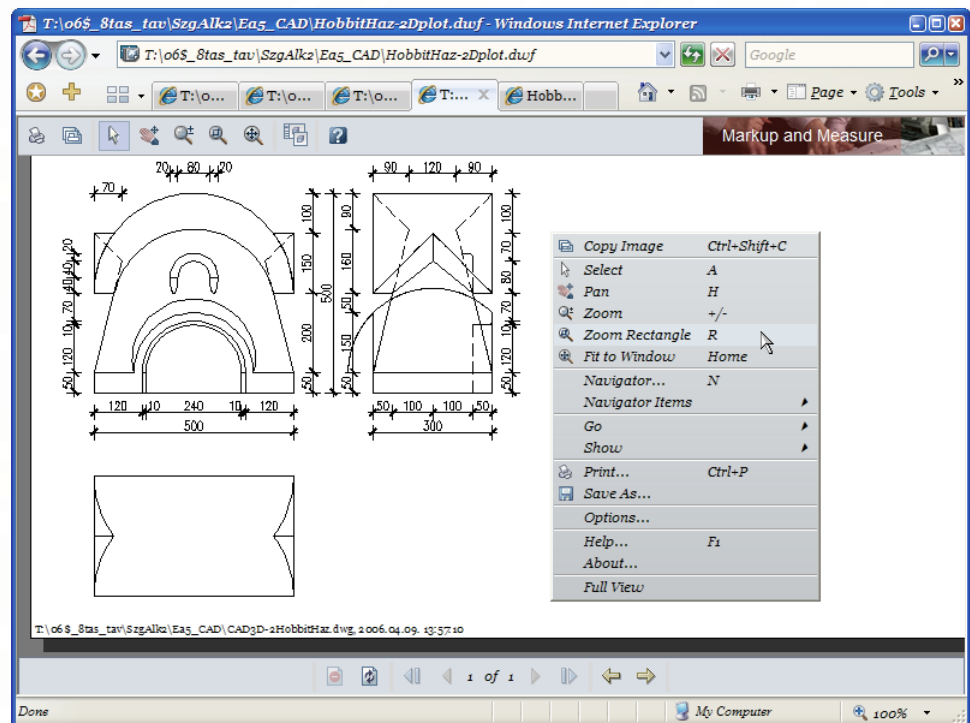 T:\o6$_8tas_tav\SzgAlk2\Ea5_CAD\HobbitHaz-2Dplot.dwf - Windows Internet Explorer
T:\o6$_8tas_tav\SzgAlk2\Ea5_CAD\HobbitHaz-2Dplot.dwf
Google
T:\o...
T:\o...
T:\o...
T:...
Hobb...
Page
Tools
»
Markup and Measure
20 80 20
70
90 120 90
20
40
40
70
10
120
50
100
150
200
50
500
90
160
150
150
50
100
70
80
70
10
120
50
120 10 240 10 120
500
50 100 100 50
300
Copy Image Ctrl+Shift+C
Select A
Pan H
Zoom +/-
Zoom Rectangle R
Fit to Window Home
Navigator... N
Navigator Items
Go
Show
Print... Ctrl+P
Save As...
Options...
Help... F1
About...
Full View
T:\o6$_8tas_tav\SzgAlk2\Ea5_CAD\CAD3D-2HobbitHaz.dwg, 2006.04.09. 13:57:10
1 of 1
Done
My Computer
100%